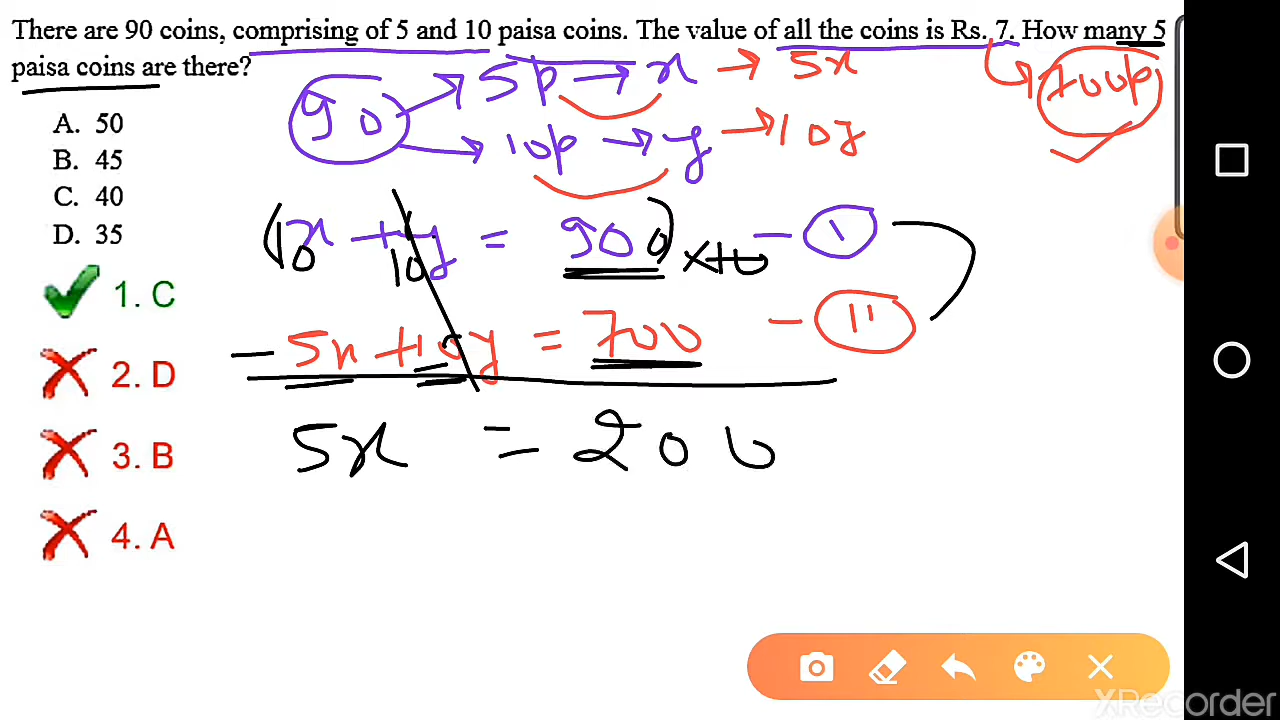 There are 90 coins, comprising of 5 and 10 paisa coins. The value of all the coins is Rs. 7. How many 5
paisa coins are there?
A. 50
B. 45
C. 40
D. 35
1. C
2. D
3. B
4. A
90 → 5p → x → 5x
→ 10p → y → 10y
700p
(10x + 10y = 900) ×10 - (1)
- 5x + 10y = 700 - (11)
5x = 200
XRecorder